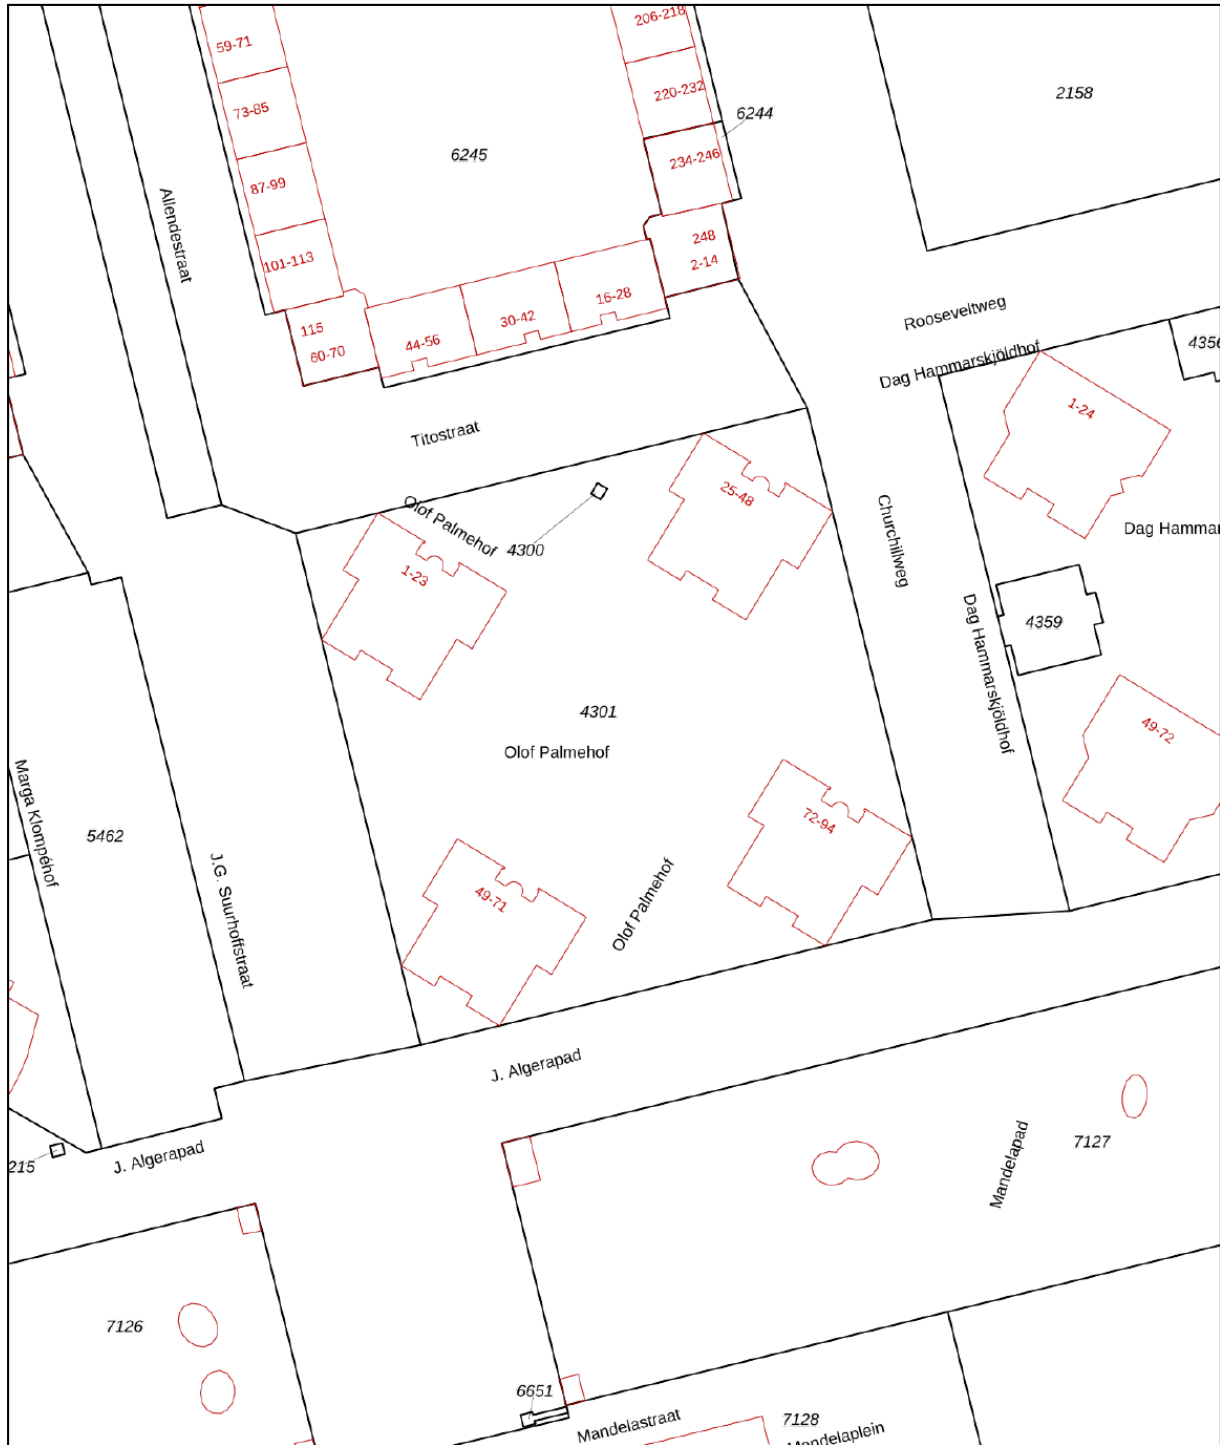 206-218
59-71
220-232
2158
73-85
6244
6245
234-246
87-99
Allendestraat
248
101-113
2-14
16-28
Rooseveltweg
115
30-42
44-56
60-70
Dag Hammarskjöldhof
1-24
Titostraat
25-48
Olof Palmehof
4300
Churchillweg
Dag Hammar
1-23
4359
Dag Hammarskjöldhof
4301
49-72
Olof Palmehof
Marga Klompéhof
5462
72-94
J.G. Suurhoffstraat
49-71
Olof Palmehof
J. Algerapad
7127
Mandelapad
J. Algerapad
215
7126
6651
Mandelastraat
7128
Mandelaplein